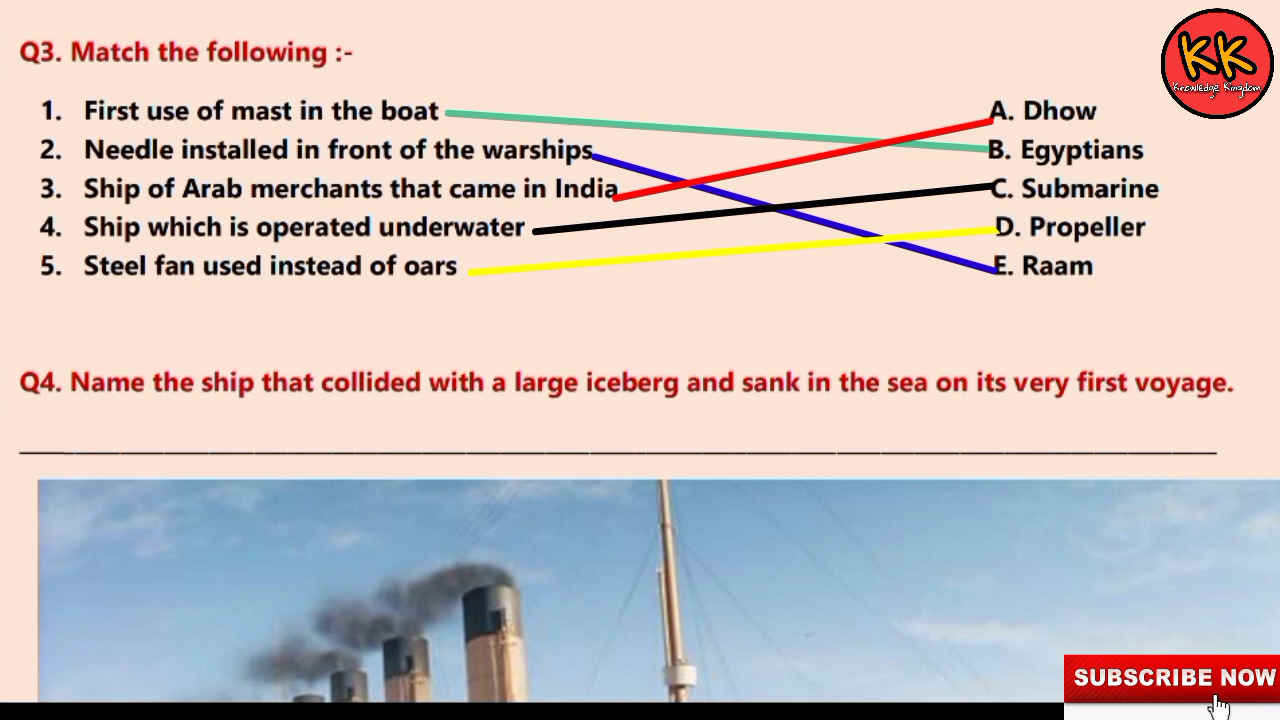 KK
Knowledge Kingdom
Q3. Match the following :-
1. First use of mast in the boat A. Dhow
2. Needle installed in front of the warships B. Egyptians
3. Ship of Arab merchants that came in India C. Submarine
4. Ship which is operated underwater D. Propeller
5. Steel fan used instead of oars E. Raam
Q4. Name the ship that collided with a large iceberg and sank in the sea on its very first voyage.
SUBSCRIBE NOW